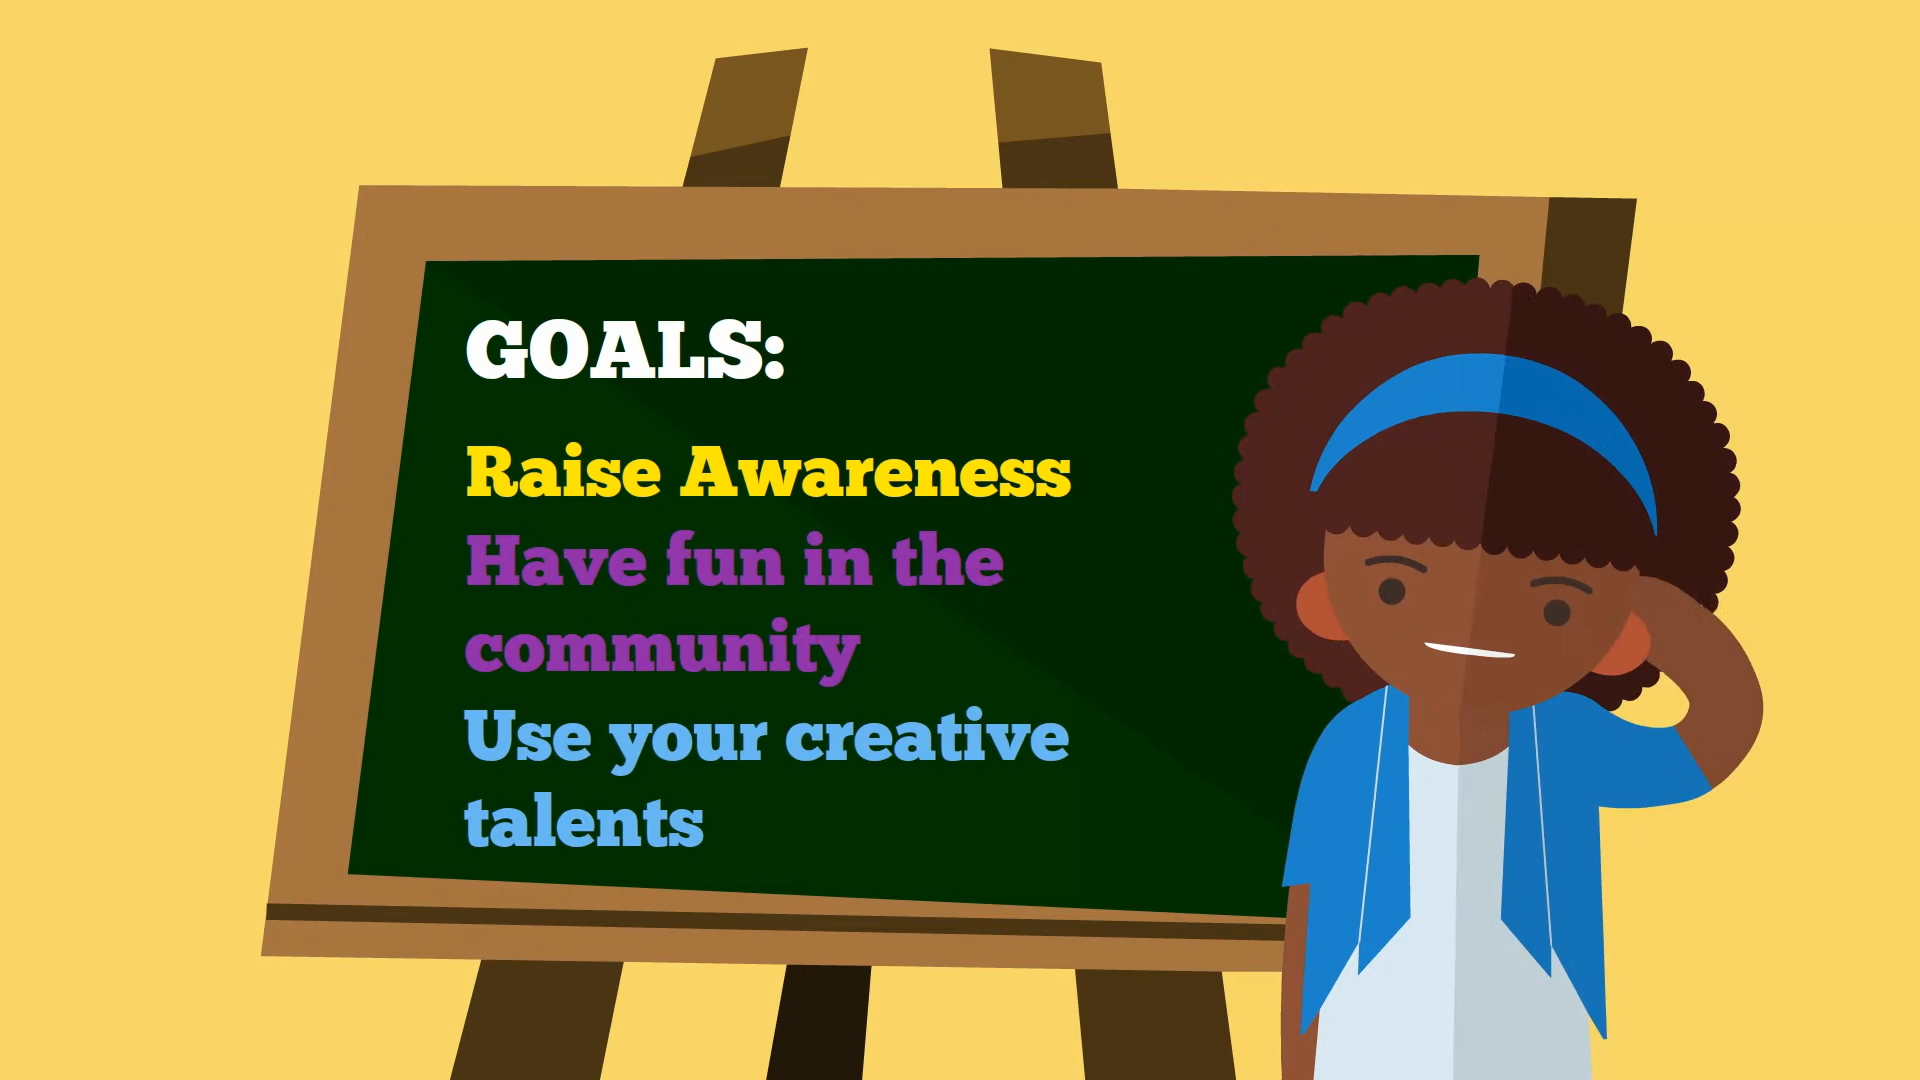 GOALS:
Raise Awareness
Have fun in the
community
Use your creative
talents